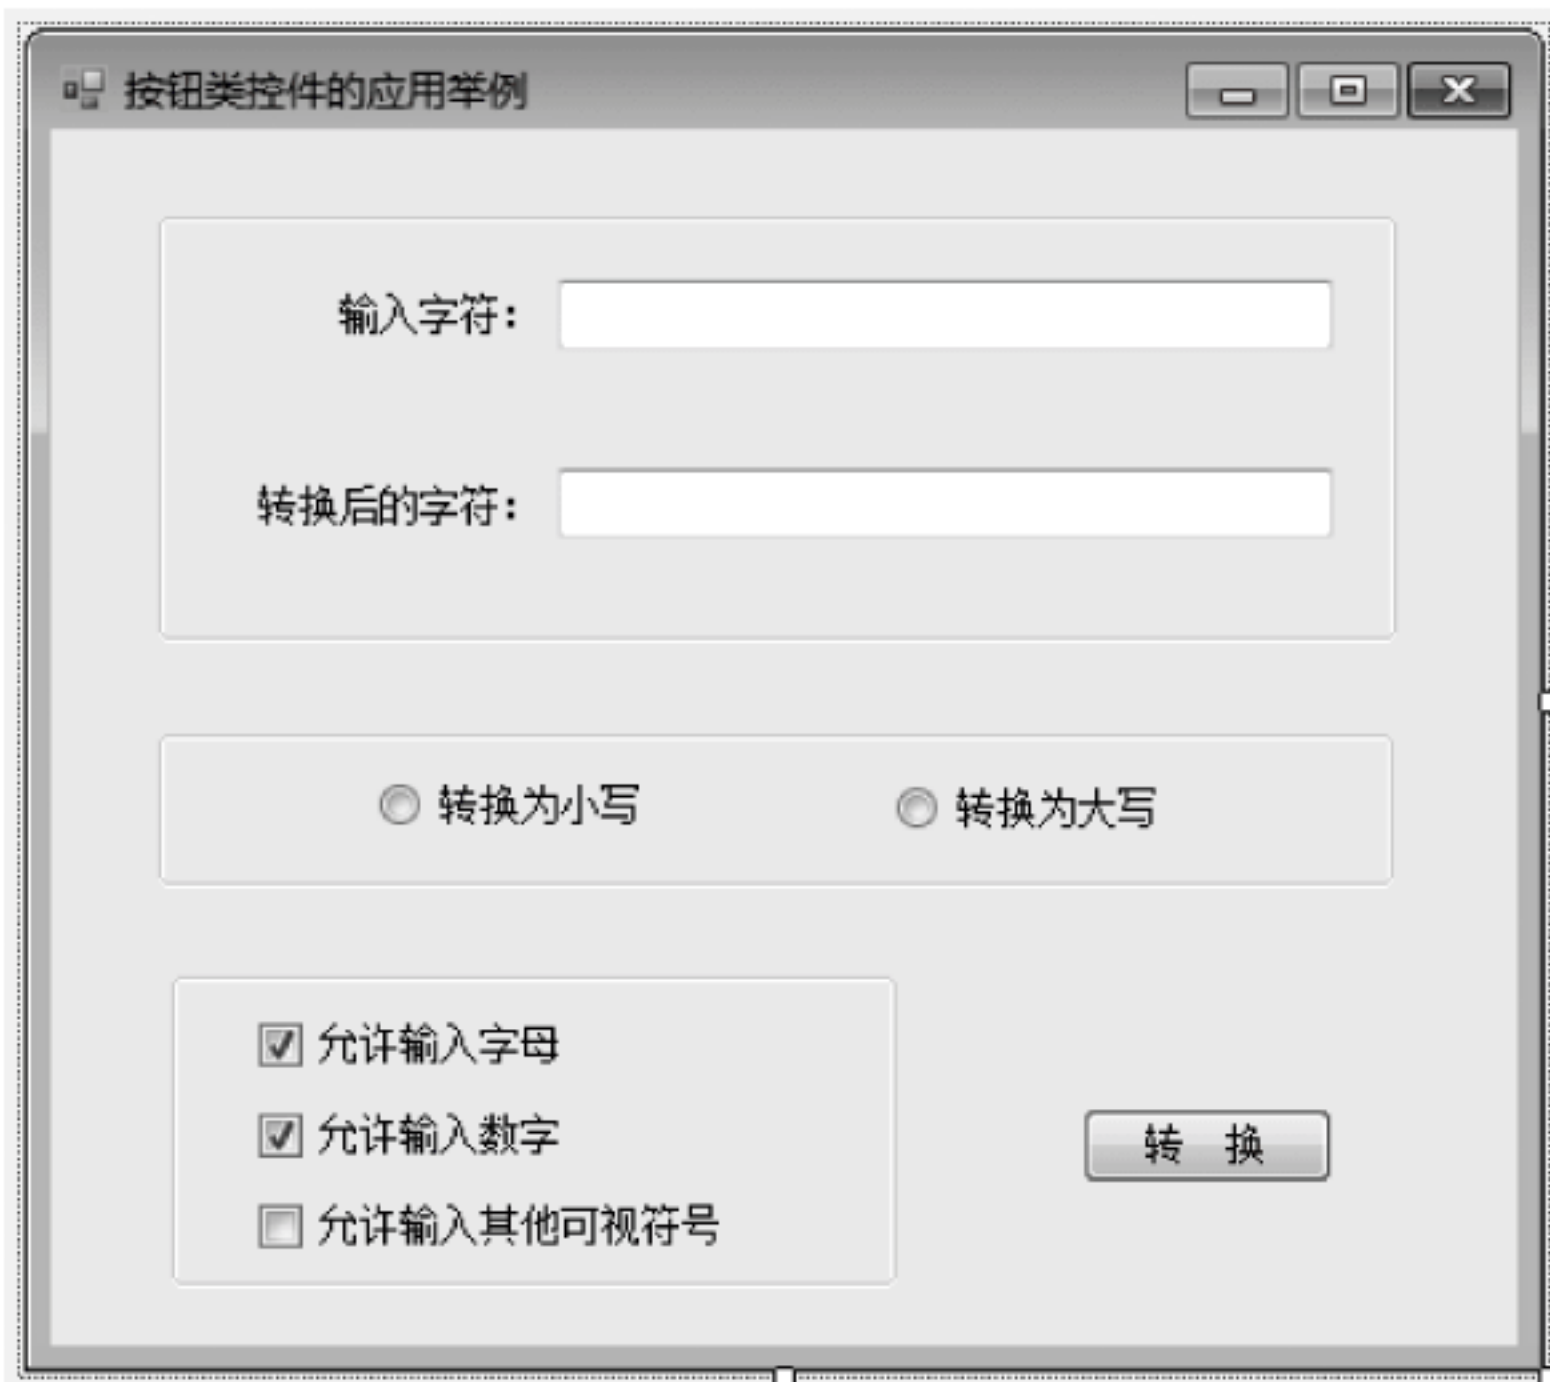 按钮类控件的应用举例
输入字符：
转换后的字符：
转换为小写 转换为大写
允许输入字母
允许输入数字
转 换
允许输入其他可视符号